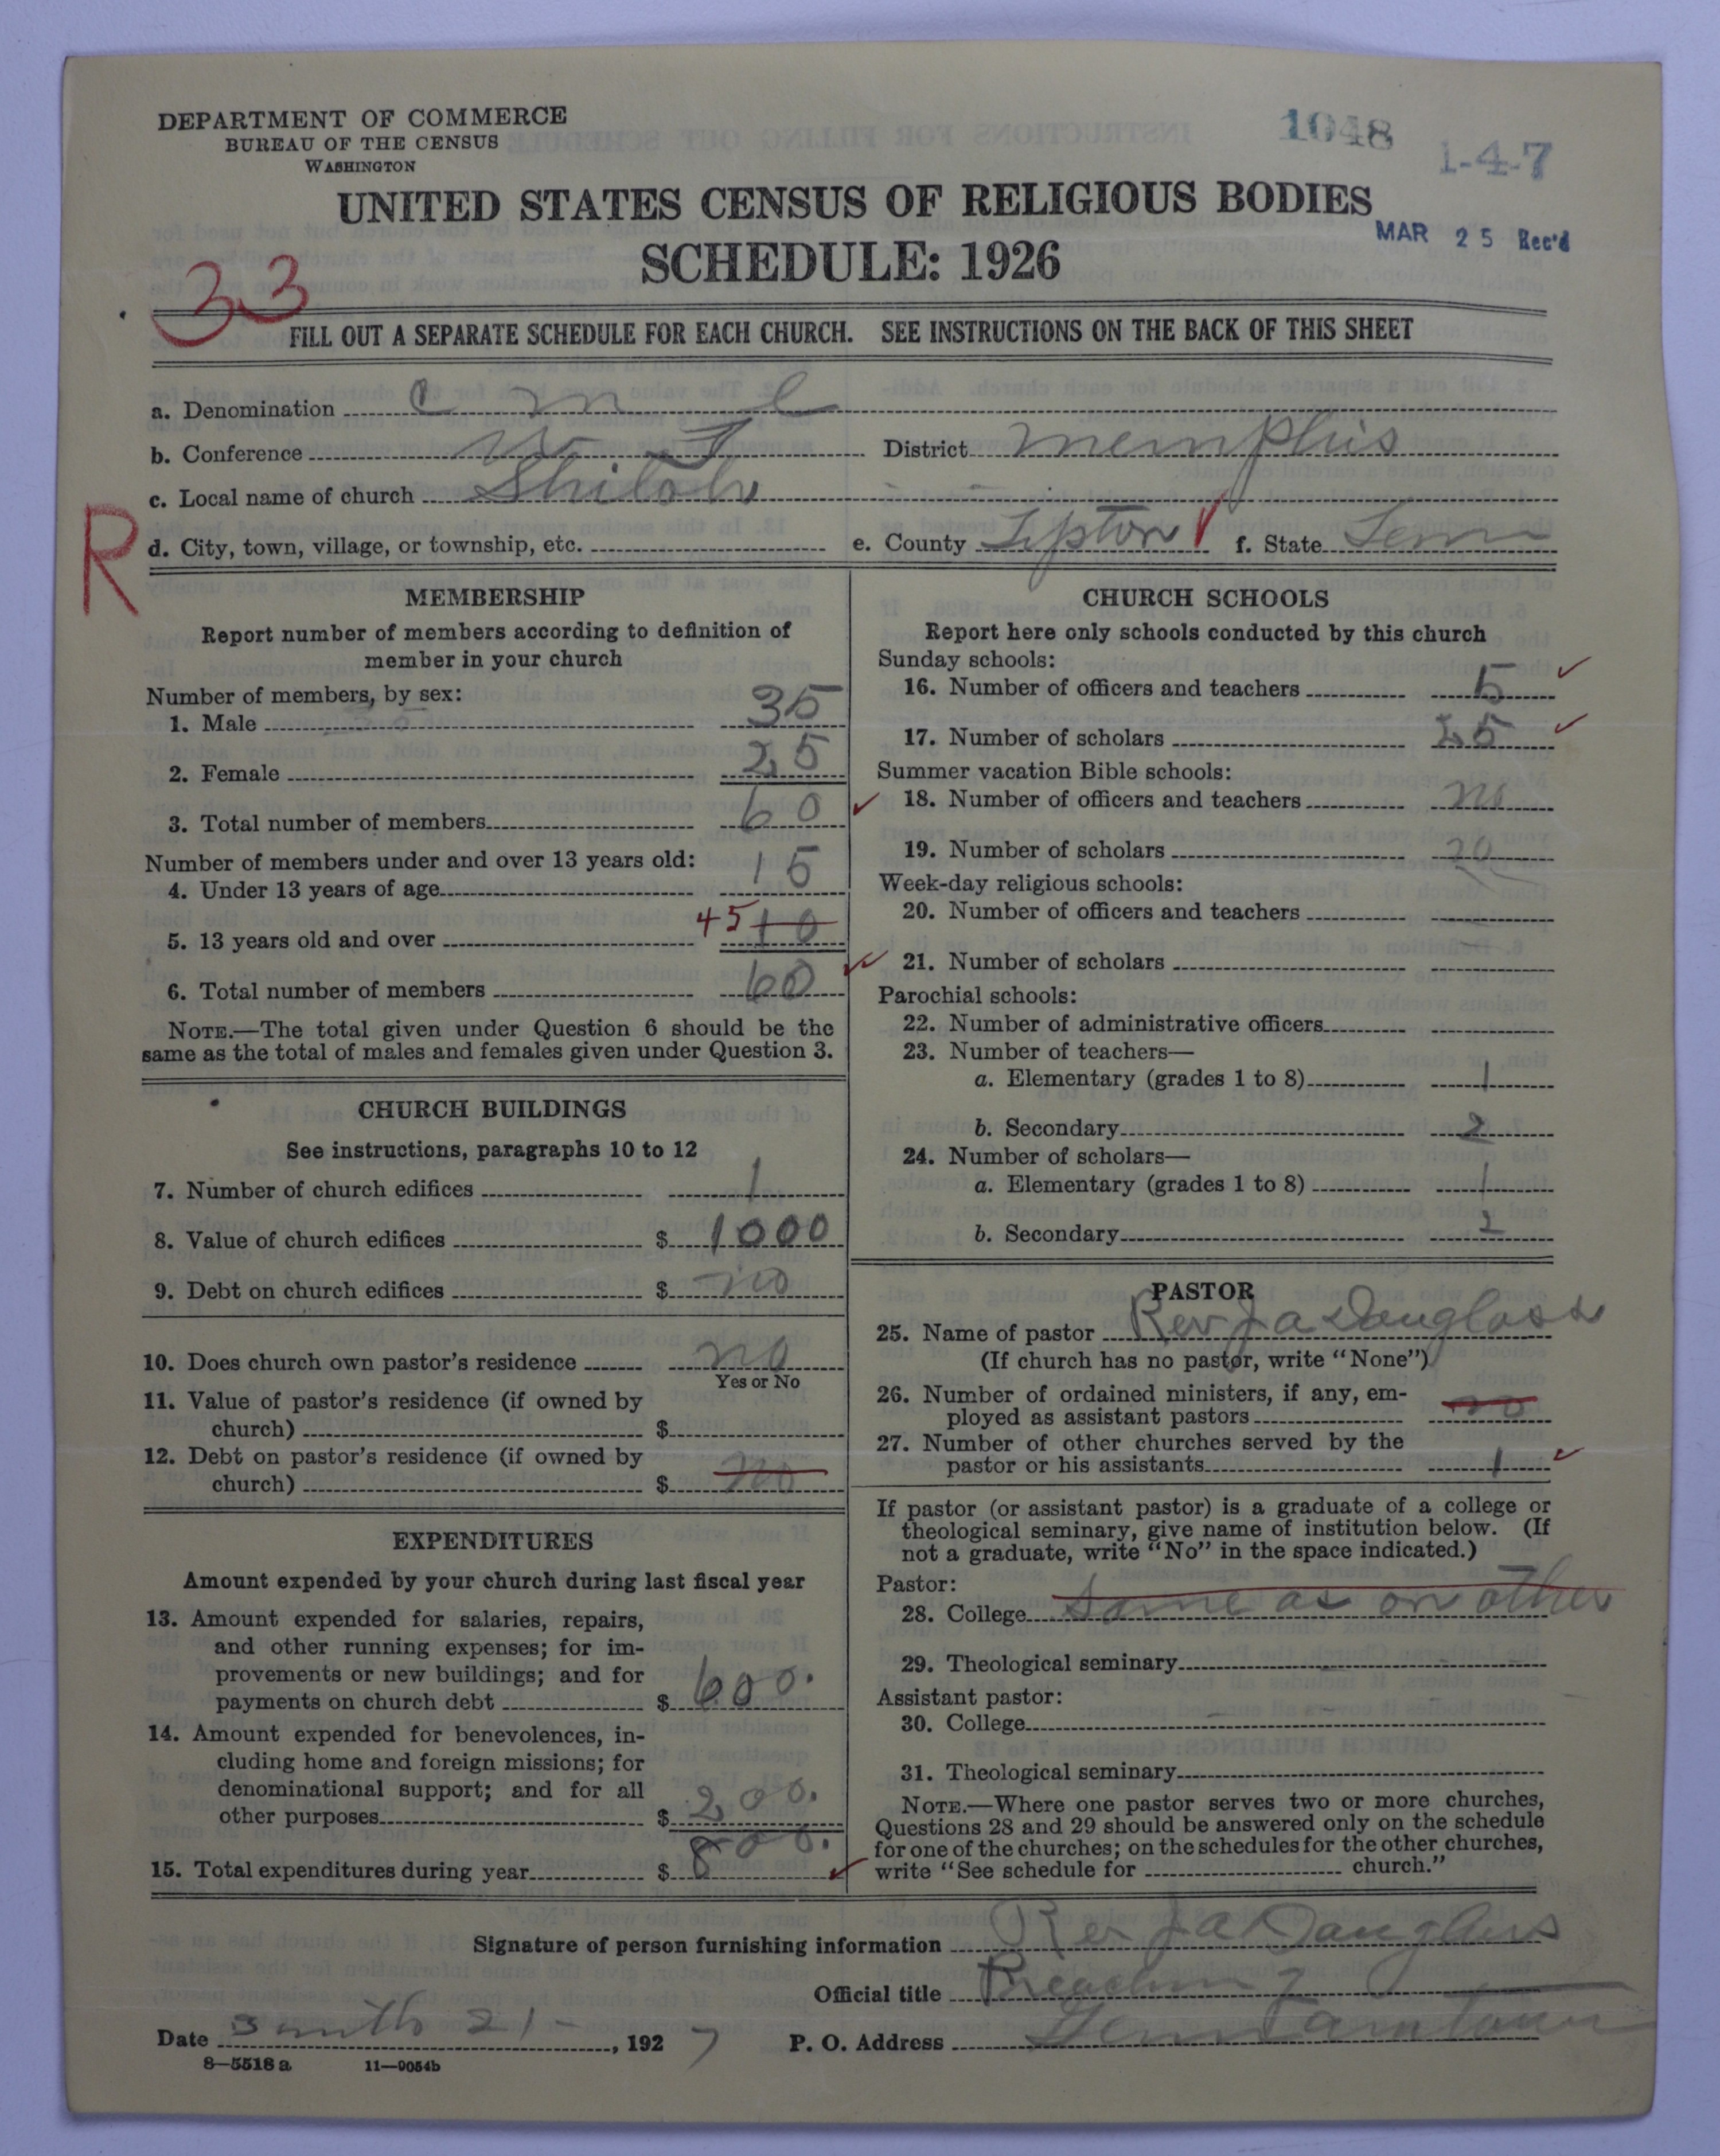 DEPARTMENT OF COMMERCE
BUREAU OF THE CENSUS
WASHINGTON
1048
1-4-7
UNITED STATES CENSUS OF RELIGIOUS BODIES
MAR 25 Rec'd
SCHEDULE: 1926
33
FILL OUT A SEPARATE SCHEDULE FOR EACH CHURCH. SEE INSTRUCTIONS ON THE BACK OF THIS SHEET
a. Denomination C m e
b. Conference W T District Memphis
c. Local name of church Shiloh
R
d. City, town, village, or township, etc. e. County Tipton f. State Tenn
MEMBERSHIP
Report number of members according to definition of
member in your church
Number of members, by sex:
1. Male 35
2. Female 25
3. Total number of members 60
Number of members under and over 13 years old:
4. Under 13 years of age 15
5. 13 years old and over 45 10
6. Total number of members 60
NOTE.—The total given under Question 6 should be the
same as the total of males and females given under Question 3.
CHURCH BUILDINGS
See instructions, paragraphs 10 to 12
7. Number of church edifices 1
8. Value of church edifices $ 1000
9. Debt on church edifices $ no
10. Does church own pastor's residence no
Yes or No
11. Value of pastor's residence (if owned by
church) $
12. Debt on pastor's residence (if owned by
church) $ no
EXPENDITURES
Amount expended by your church during last fiscal year
13. Amount expended for salaries, repairs,
and other running expenses; for im-
provements or new buildings; and for
payments on church debt $ 600.
14. Amount expended for benevolences, in-
cluding home and foreign missions; for
denominational support; and for all
other purposes $ 200.
15. Total expenditures during year $ 800.
CHURCH SCHOOLS
Report here only schools conducted by this church
Sunday schools:
16. Number of officers and teachers 5
17. Number of scholars 25
Summer vacation Bible schools:
18. Number of officers and teachers no
19. Number of scholars 20
Week-day religious schools:
20. Number of officers and teachers
21. Number of scholars
Parochial schools:
22. Number of administrative officers
23. Number of teachers—
a. Elementary (grades 1 to 8) 1
b. Secondary 2
24. Number of scholars—
a. Elementary (grades 1 to 8) 1
b. Secondary 2
PASTOR
25. Name of pastor Rev J a Douglass
(If church has no pastor, write "None")
26. Number of ordained ministers, if any, em-
ployed as assistant pastors no
27. Number of other churches served by the
pastor or his assistants 1
If pastor (or assistant pastor) is a graduate of a college or
theological seminary, give name of institution below. (If
not a graduate, write "No" in the space indicated.)
Pastor:
28. College Same as on other
29. Theological seminary
Assistant pastor:
30. College
31. Theological seminary
NOTE.—Where one pastor serves two or more churches,
Questions 28 and 29 should be answered only on the schedule
for one of the churches; on the schedules for the other churches,
write "See schedule for church."
Signature of person furnishing information Rev J a Douglass
Official title
Date 21 , 1927 P. O. Address
8—5518 a 11—9054b